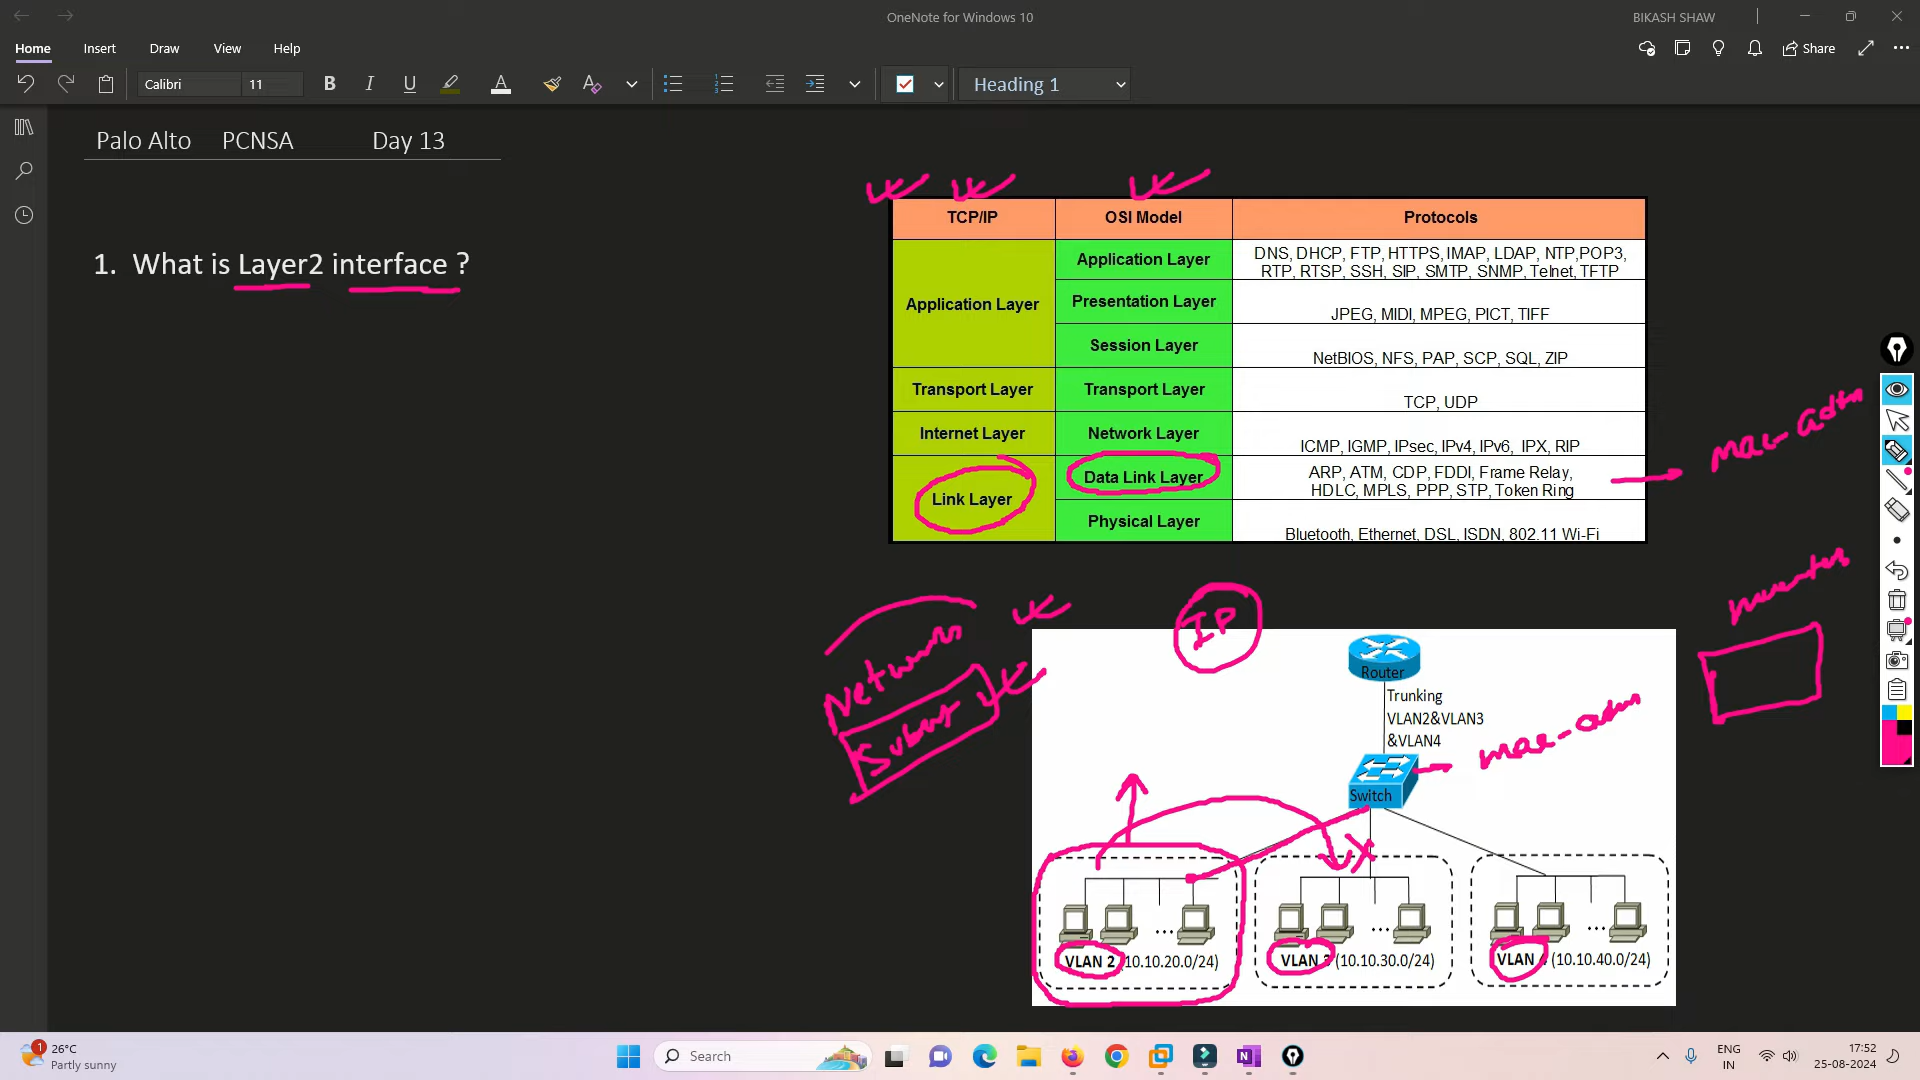 OneNote for Windows 10
BIKASH SHAW
Home Insert Draw View Help
Share
Calibri 11 B I U A A Heading 1
Palo Alto PCNSA Day 13
1. What is Layer2 interface ?
TCP/IP OSI Model Protocols
Application Layer
Application Layer
DNS, DHCP, FTP, HTTPS, IMAP, LDAP, NTP,POP3,
RTP, RTSP, SSH, SIP, SMTP, SNMP, Telnet, TFTP
Presentation Layer JPEG, MIDI, MPEG, PICT, TIFF
Session Layer NetBIOS, NFS, PAP, SCP, SQL, ZIP
Transport Layer Transport Layer TCP, UDP
Internet Layer Network Layer ICMP, IGMP, IPsec, IPv4, IPv6, IPX, RIP
Link Layer
Data Link Layer
ARP, ATM, CDP, FDDI, Frame Relay,
HDLC, MPLS, PPP, STP, Token Ring
Physical Layer Bluetooth, Ethernet, DSL, ISDN, 802.11 Wi-Fi
IP
Router
Trunking
VLAN2&VLAN3
&VLAN4
Switch
... ... ...
VLAN 2 (10.10.20.0/24) VLAN 3 (10.10.30.0/24) VLAN 4 (10.10.40.0/24)
1
26°C
Partly sunny
Search
ENG
IN
17:52
25-08-2024